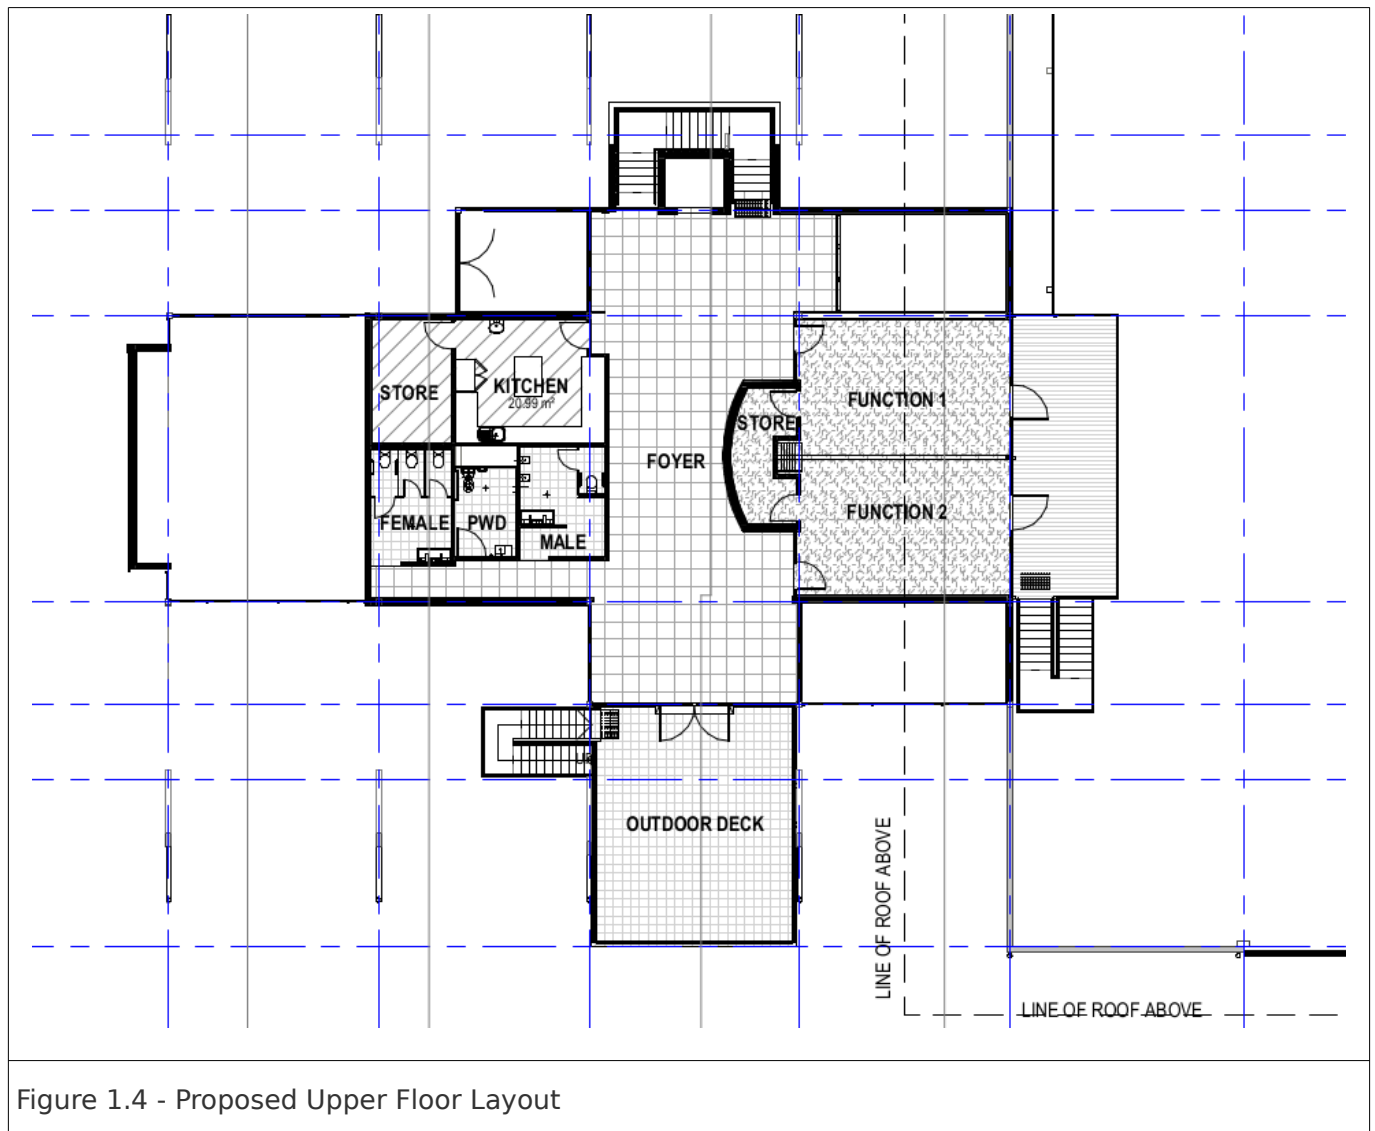 STORE
KITCHEN
20.99 m²
FUNCTION 1
STORE
FOYER
FUNCTION 2
FEMALE
PWD
MALE
OUTDOOR DECK
LINE OF ROOF ABOVE
LINE OF ROOF ABOVE
Figure 1.4 - Proposed Upper Floor Layout